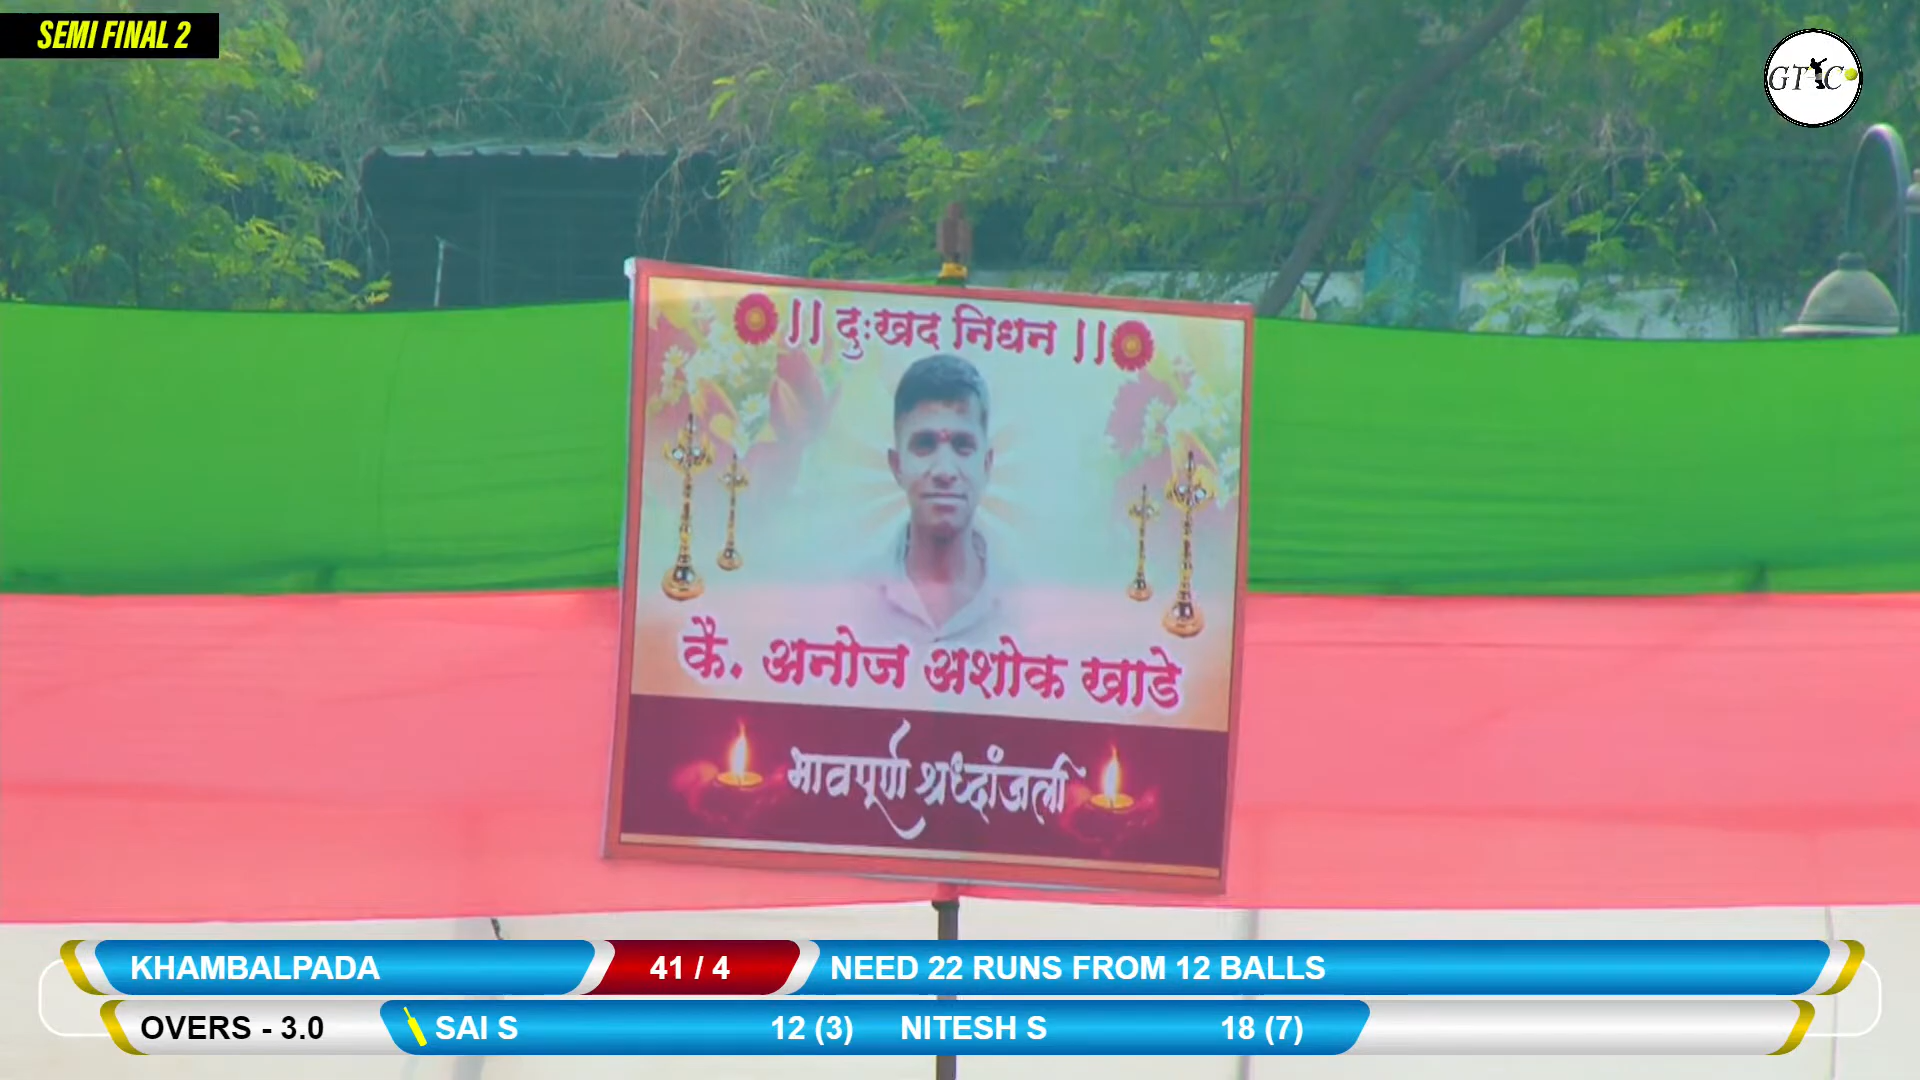 SEMI FINAL 2
GTC
|| दुःखद निधन ||
कै. अनोज अशोक खाडे
भावपूर्ण श्रध्दांजली
KHAMBALPADA 41 / 4 NEED 22 RUNS FROM 12 BALLS
OVERS - 3.0 SAI S 12 (3) NITESH S 18 (7)